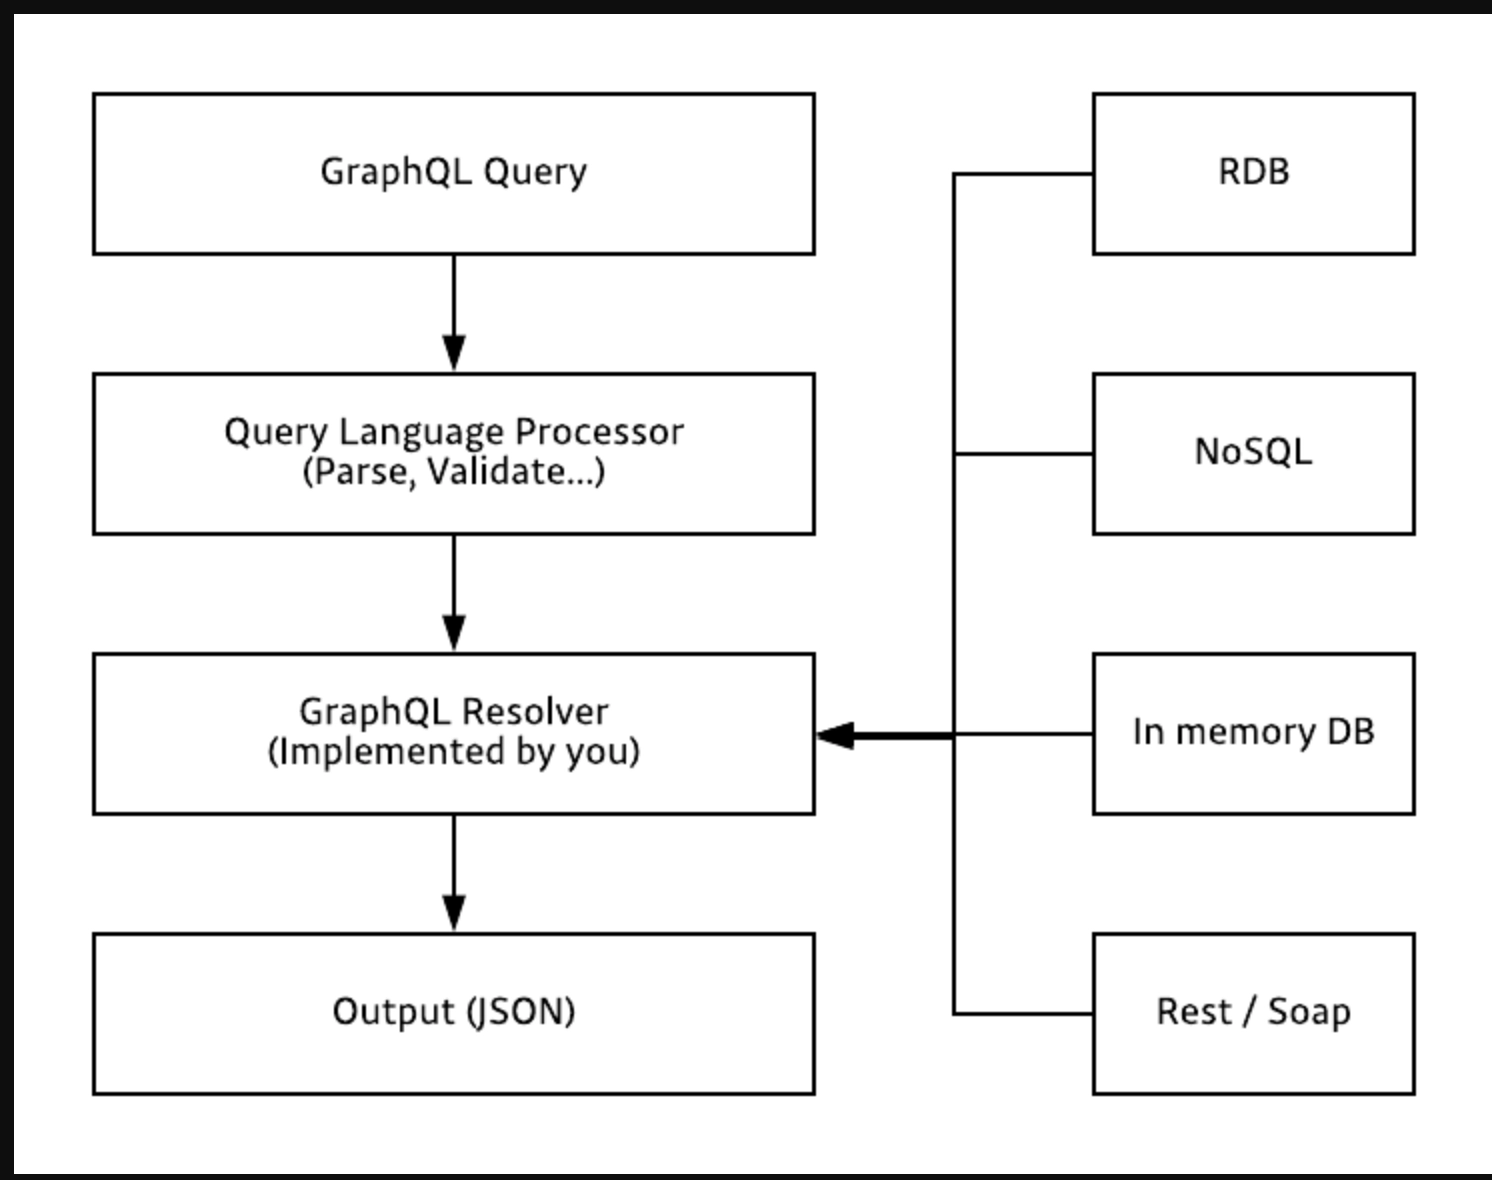 GraphQL Query
Query Language Processor
(Parse, Validate...)
GraphQL Resolver
(Implemented by you)
Output (JSON)
RDB
NoSQL
In memory DB
Rest / Soap